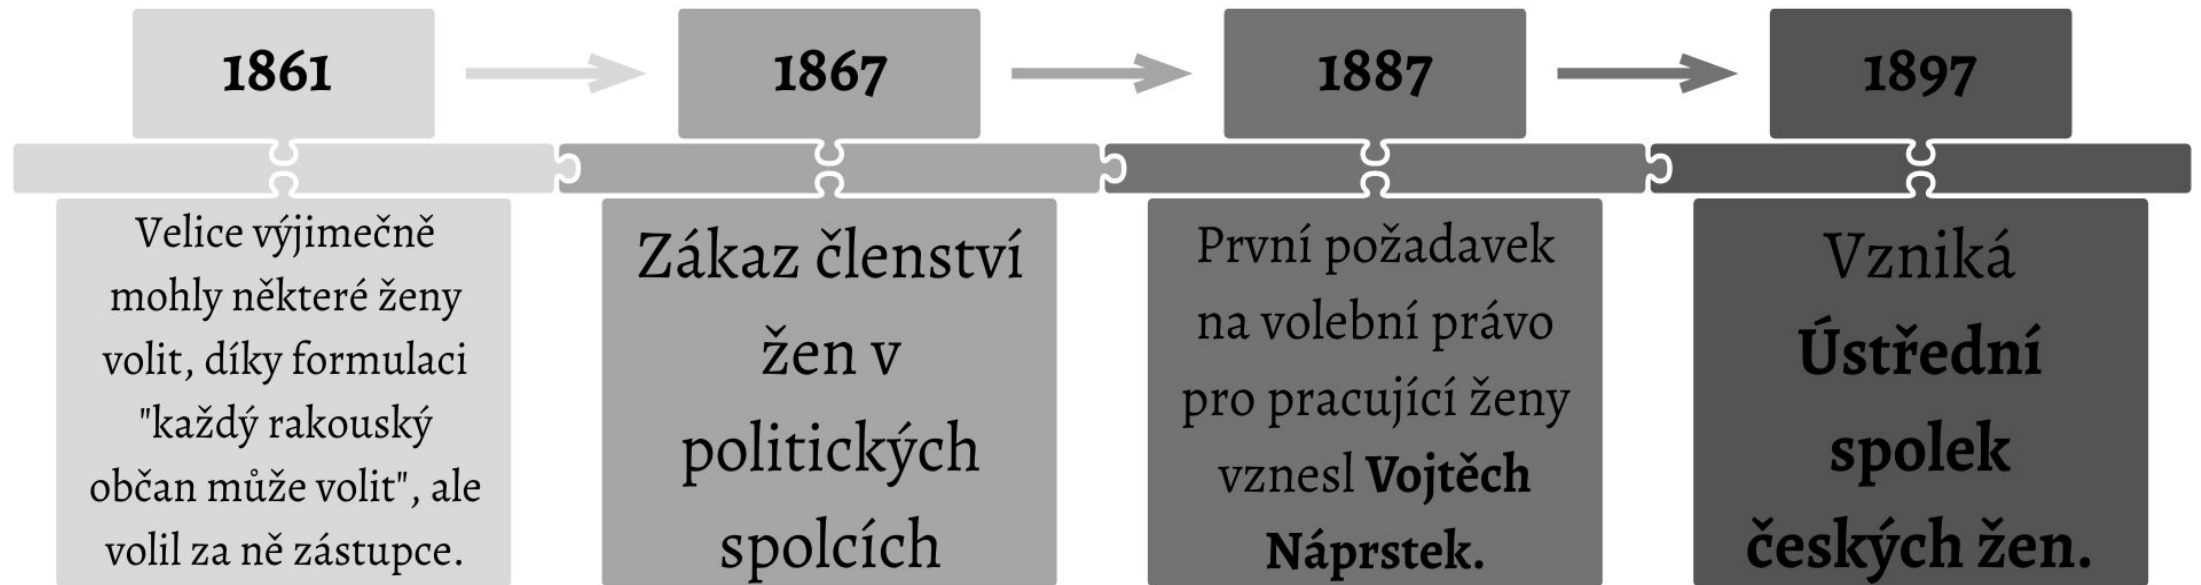 1861
Velice výjimečně
mohly některé ženy
volit, díky formulaci
"každý rakouský
občan může volit", ale
volil za ně zástupce.
1867
Zákaz členství
žen v
politických
spolcích
1887
První požadavek
na volební právo
pro pracující ženy
vznesl Vojtěch
Náprstek.
1897
Vzniká
Ústřední
spolek
českých žen.